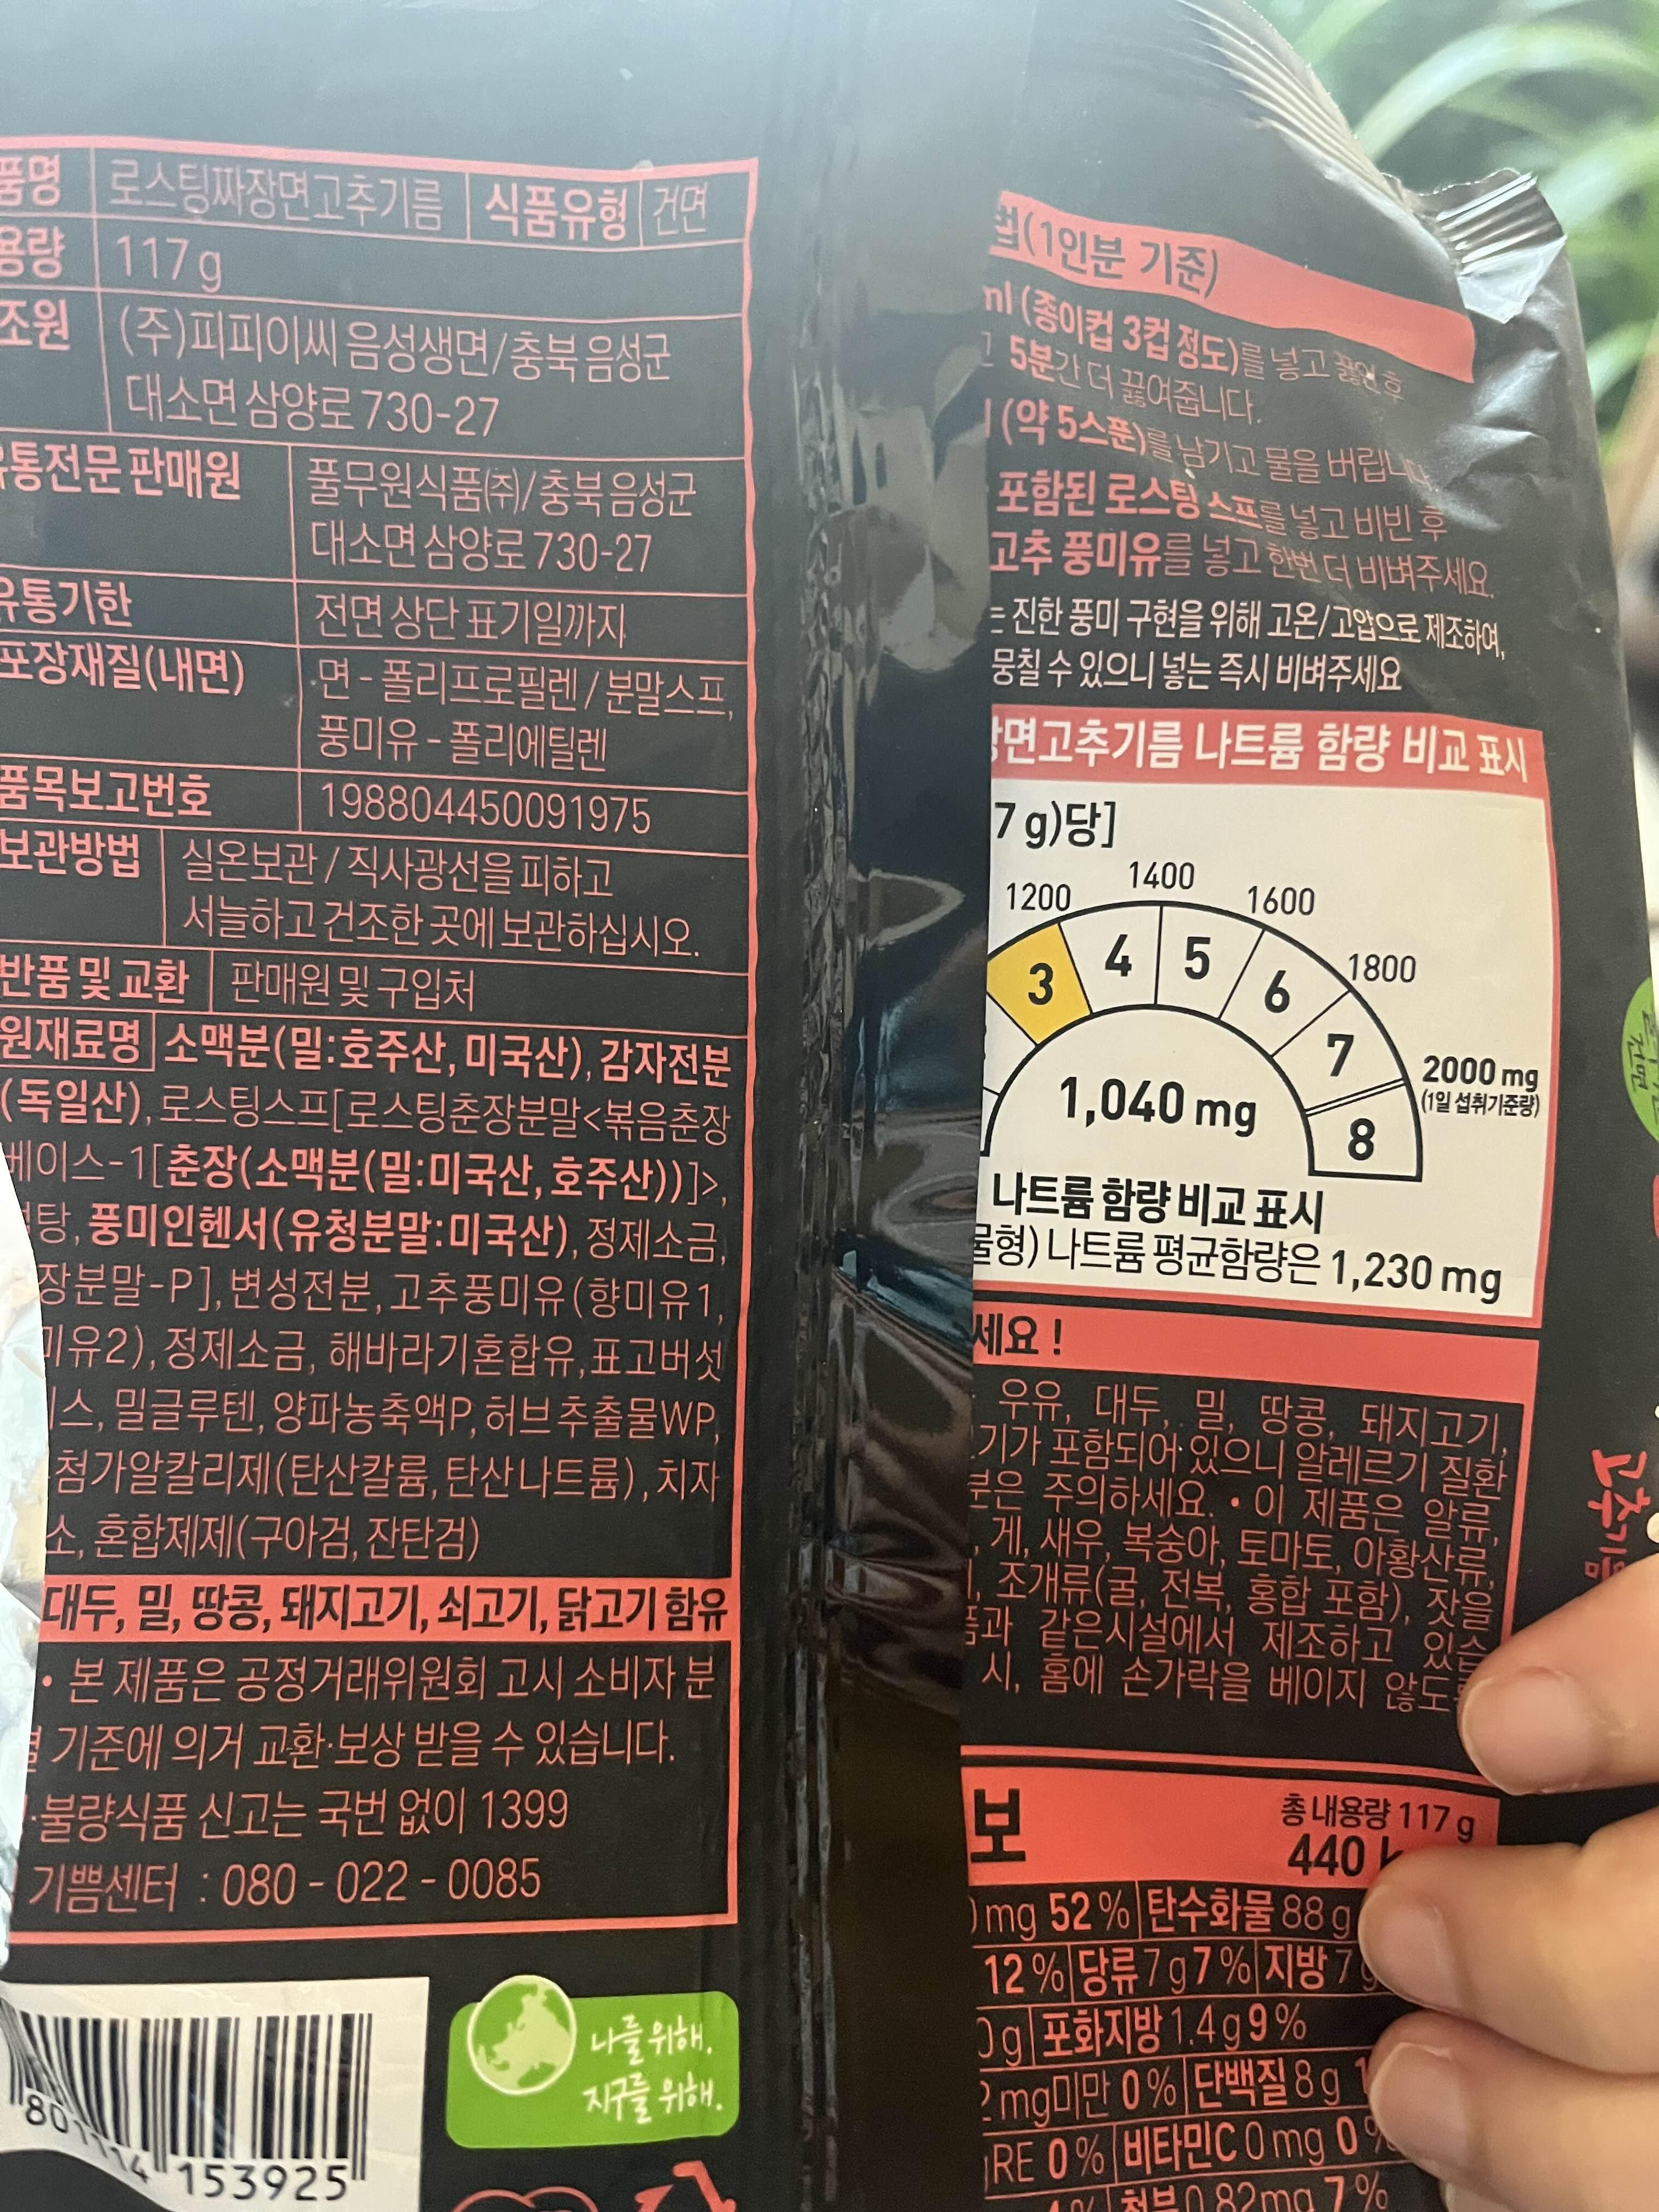 품명 로스팅짜장면고추기름 식품유형 건면
용량 117 g
조원 (주)피피이씨 음성생면/충북 음성군
대소면 삼양로 730-27
유통전문 판매원 풀무원식품(주)/충북 음성군
대소면 삼양로 730-27
유통기한 전면 상단 표기일까지
포장재질(내면) 면 - 폴리프로필렌 / 분말스프,
풍미유 - 폴리에틸렌
품목보고번호 198804450091975
보관방법 실온보관 / 직사광선을 피하고
서늘하고 건조한 곳에 보관하십시오.
반품 및 교환 판매원 및 구입처
원재료명 소맥분(밀:호주산, 미국산), 감자전분
(독일산), 로스팅스프[로스팅춘장분말<볶음춘장
베이스-1[춘장(소맥분(밀:미국산, 호주산))]>,
탕, 풍미인헨서(유청분말:미국산), 정제소금,
장분말-P], 변성전분, 고추풍미유(향미유1,
미유2), 정제소금, 해바라기혼합유, 표고버섯
스, 밀글루텐, 양파농축액P, 허브추출물WP,
첨가알칼리제(탄산칼륨, 탄산나트륨), 치자
소, 혼합제제(구아검, 잔탄검)
대두, 밀, 땅콩, 돼지고기, 쇠고기, 닭고기 함유
• 본 제품은 공정거래위원회 고시 소비자 분
기준에 의거 교환·보상 받을 수 있습니다.
·불량식품 신고는 국번 없이 1399
기쁨센터 : 080 - 022 - 0085
801114 153925
나를 위해,
지구를 위해.
법(1인분 기준)
ml (종이컵 3컵 정도)를 넣고 끓인 후
고 5분간 더 끓여줍니다.
(약 5스푼)를 남기고 물을 버립니다
포함된 로스팅 스프를 넣고 비빈 후
고추 풍미유를 넣고 한번 더 비벼주세요.
는 진한 풍미 구현을 위해 고온/고압으로 제조하여,
뭉칠 수 있으니 넣는 즉시 비벼주세요
장면고추기름 나트륨 함량 비교 표시
7 g)당]
1200
1400
1600
1800
2000 mg
(1일 섭취기준량)
3 4 5 6 7 8
1,040 mg
나트륨 함량 비교 표시
물형) 나트륨 평균함량은 1,230 mg
세요 !
우유, 대두, 밀, 땅콩, 돼지고기,
기가 포함되어 있으니 알레르기 질환
분은 주의하세요. • 이 제품은 알류,
게, 새우, 복숭아, 토마토, 아황산류,
조개류(굴, 전복, 홍합 포함), 잣을
품과 같은시설에서 제조하고 있습
시, 홈에 손가락을 베이지 않도록
보 총 내용량 117 g
440 k
0 mg 52 % 탄수화물 88 g
12 % 당류 7 g 7 % 지방 7 g
0 g 포화지방 1.4 g 9 %
2 mg미만 0 % 단백질 8 g 1
RE 0 % 비타민C 0 mg 0 %
4 % 철분 0.82mg 7 %
고추기름
건면